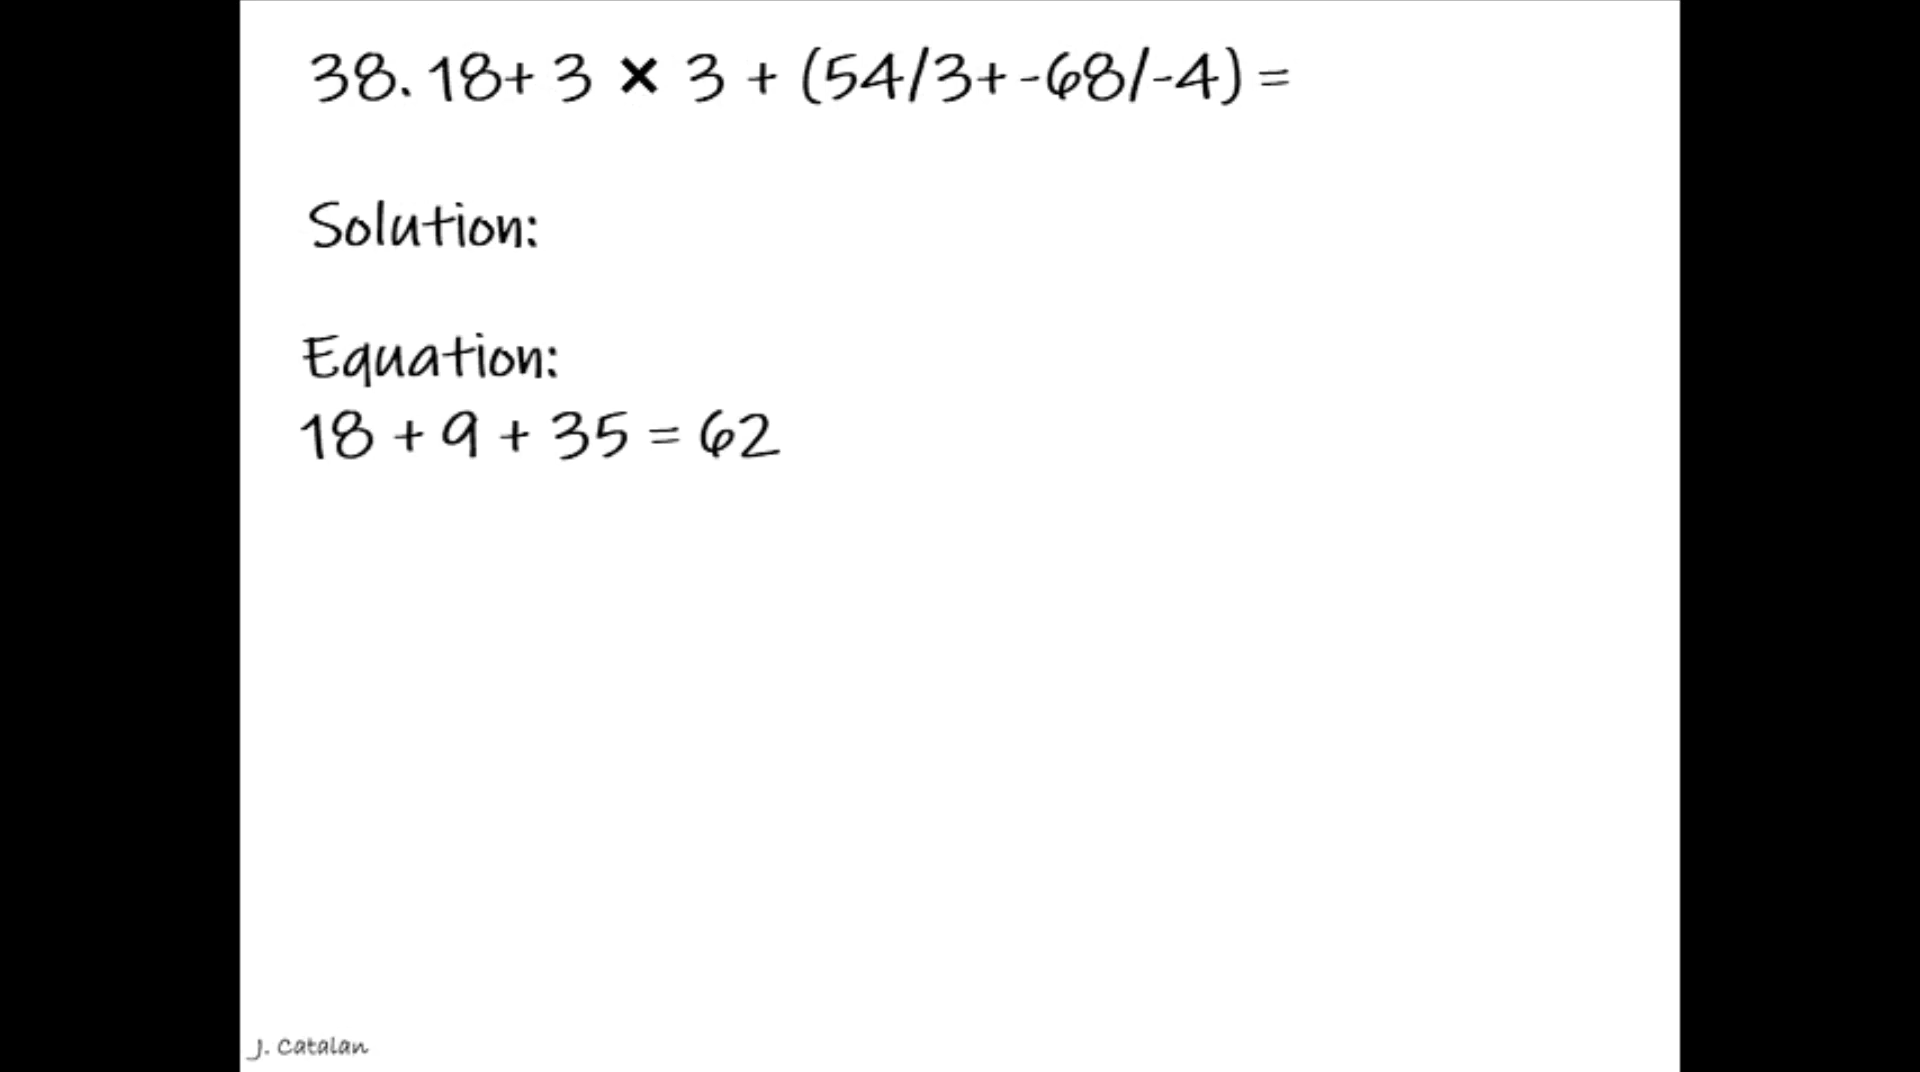 38. 18+ 3 × 3 + (54/3+ -68/-4) =
Solution:
Equation:
18 + 9 + 35 = 62
J. Catalan